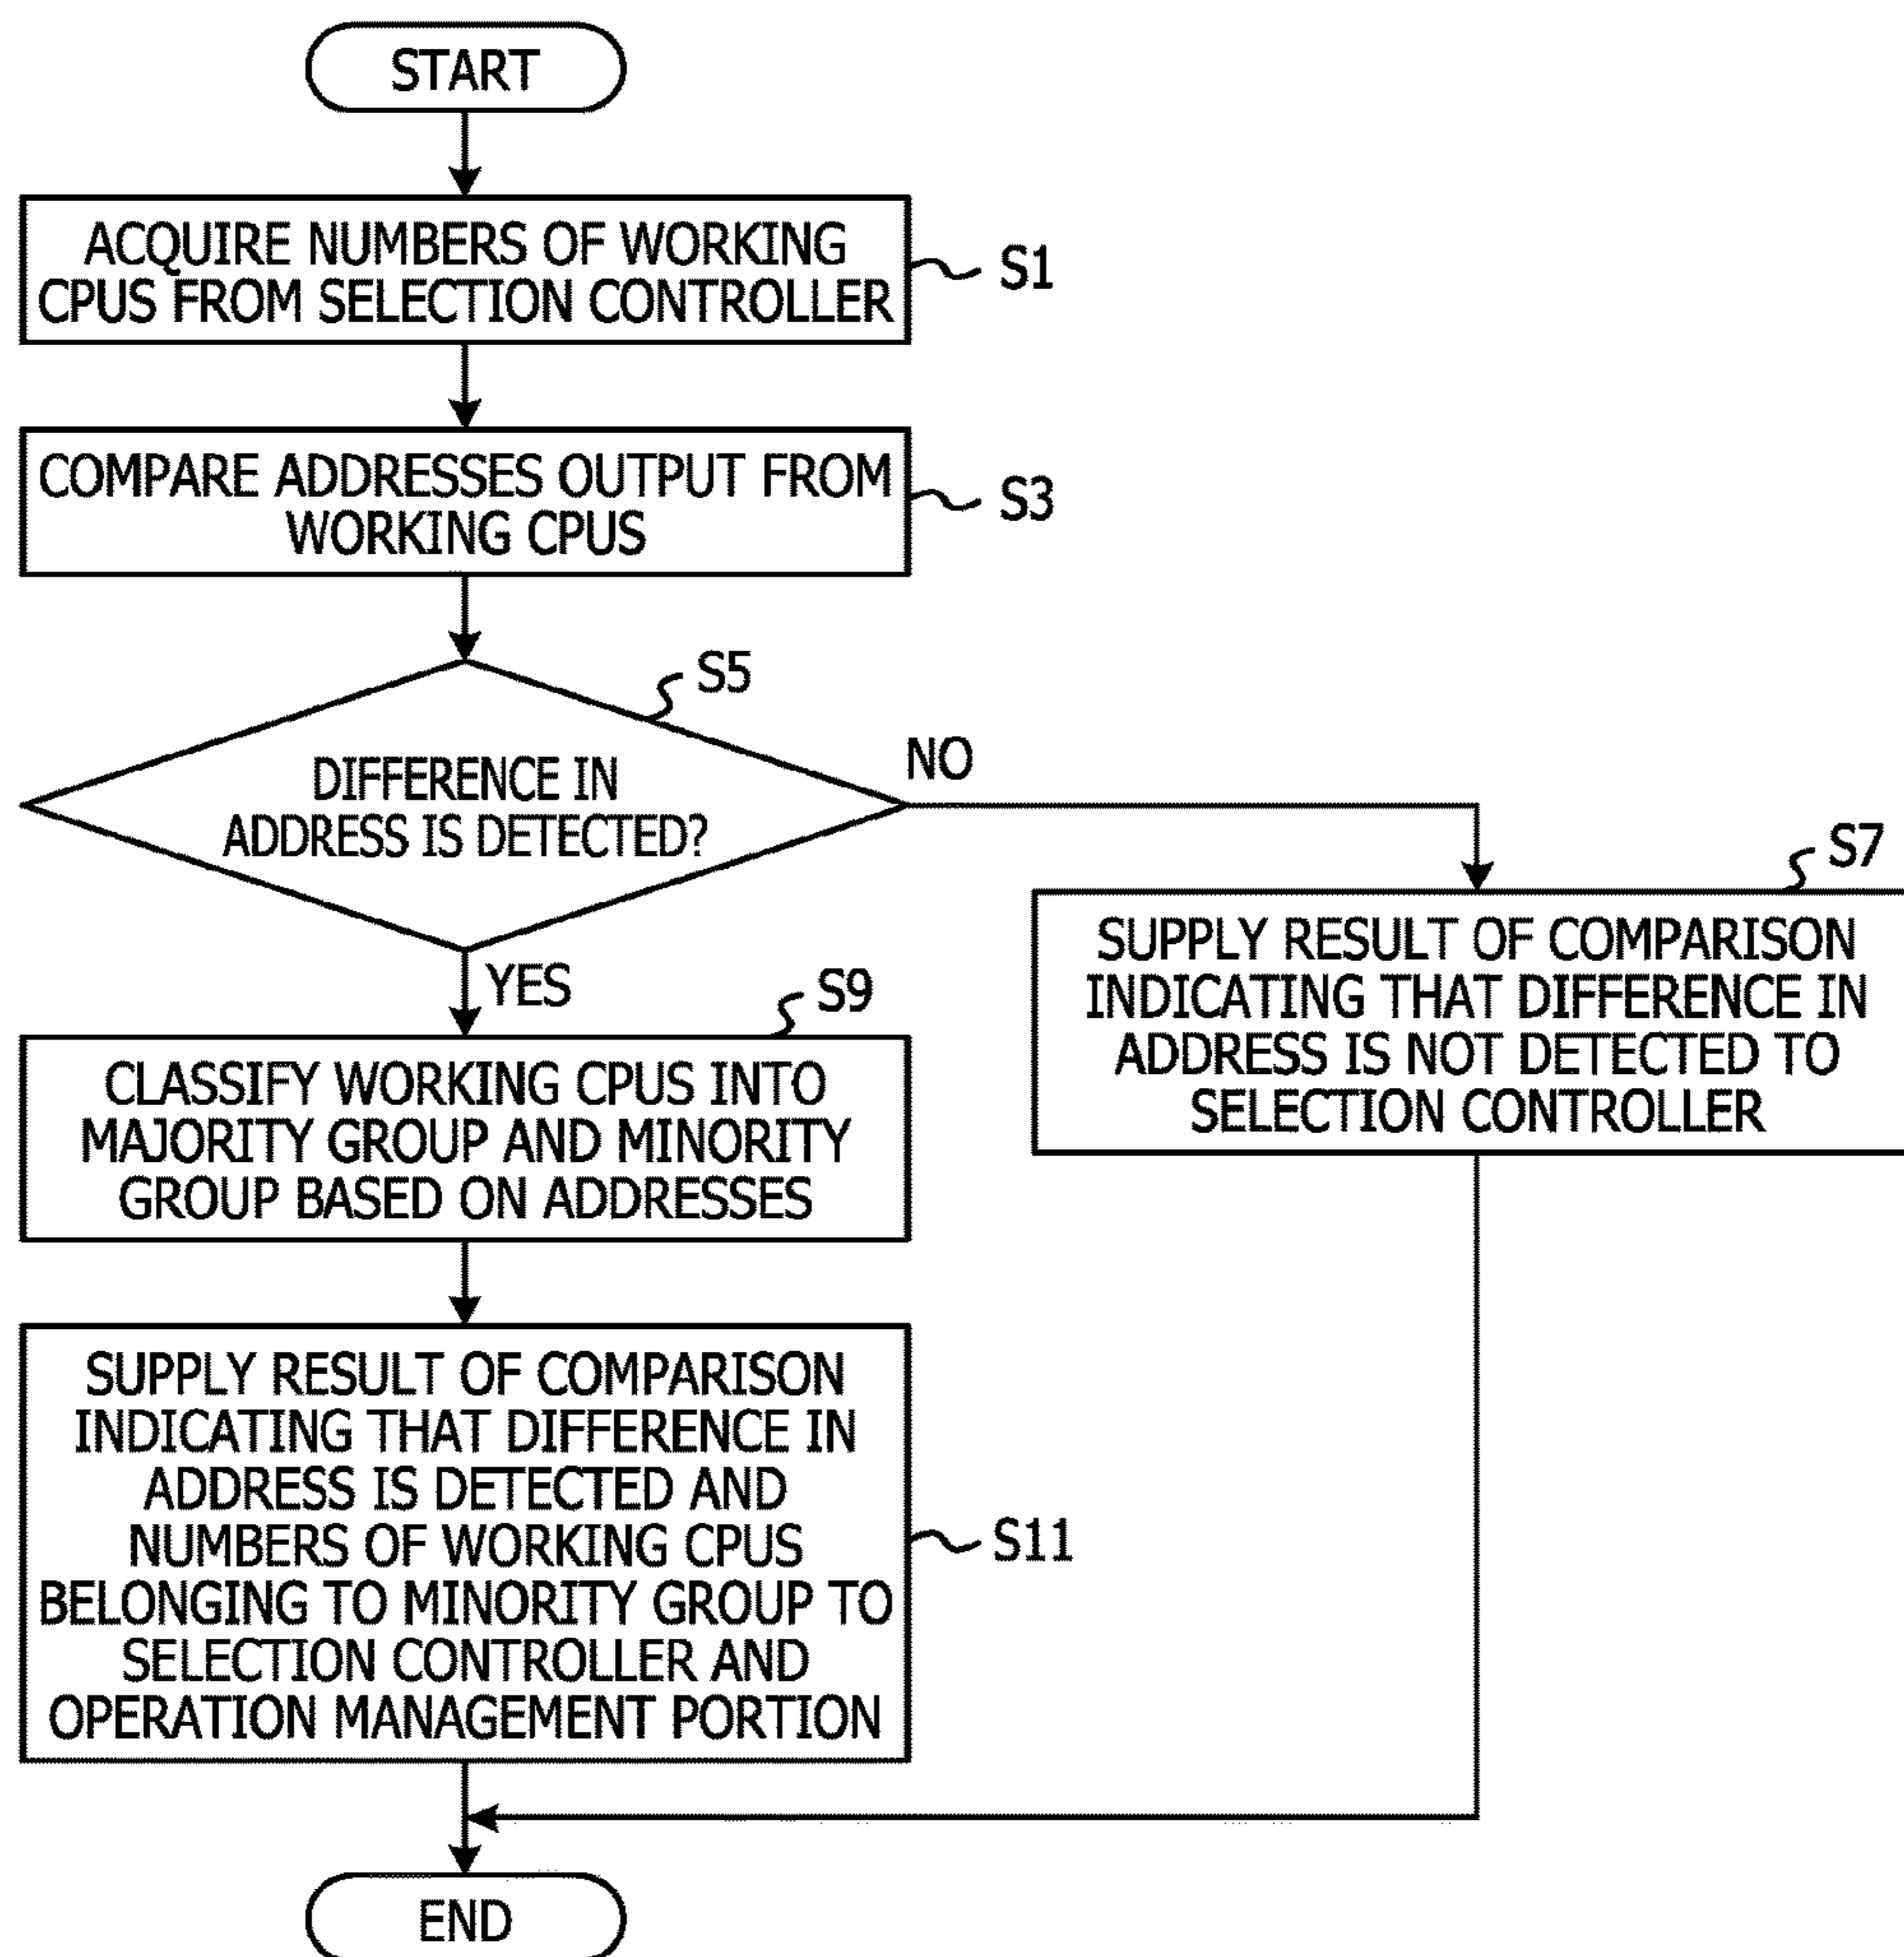 START
ACQUIRE NUMBERS OF WORKING
CPUS FROM SELECTION CONTROLLER
S1
COMPARE ADDRESSES OUTPUT FROM
WORKING CPUS
S3
S5
DIFFERENCE IN
ADDRESS IS DETECTED?
NO
YES
S7
SUPPLY RESULT OF COMPARISON
INDICATING THAT DIFFERENCE IN
ADDRESS IS NOT DETECTED TO
SELECTION CONTROLLER
S9
CLASSIFY WORKING CPUS INTO
MAJORITY GROUP AND MINORITY
GROUP BASED ON ADDRESSES
SUPPLY RESULT OF COMPARISON
INDICATING THAT DIFFERENCE IN
ADDRESS IS DETECTED AND
NUMBERS OF WORKING CPUS
BELONGING TO MINORITY GROUP TO
SELECTION CONTROLLER AND
OPERATION MANAGEMENT PORTION
S11
END